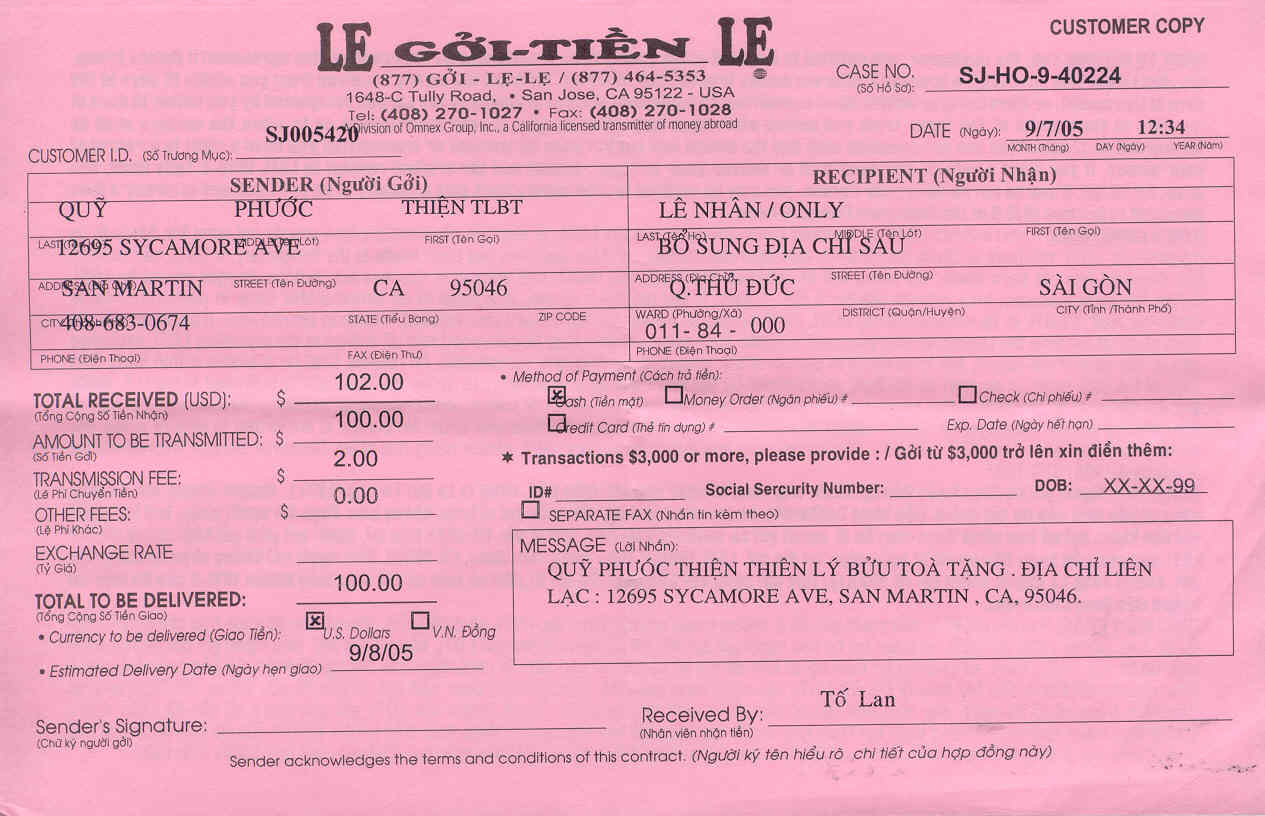 CUSTOMER COPY
LẸ GỞI-TIỀN LẸ
(877) GỞI - LẸ-LẸ / (877) 464-5353
1648-C Tully Road, • San Jose, CA 95122 - USA
Tel: (408) 270-1027 • Fax: (408) 270-1028
A Division of Omnex Group, Inc., a California licensed transmitter of money abroad
CASE NO. SJ-HO-9-40224
(Số Hồ Sơ):
DATE (Ngày): 9/7/05 12:34
MONTH (Tháng) DAY (Ngày) YEAR (Năm)
SJ005420
CUSTOMER I.D. (Số Trương Mục):
SENDER (Người Gởi) RECIPIENT (Người Nhận)
QUỸ PHƯỚC THIỆN TLBT LÊ NHÂN / ONLY
LAST (Tên Họ) MIDDLE (Tên Lót) FIRST (Tên Gọi) LAST (Tên Họ) MIDDLE (Tên Lót) FIRST (Tên Gọi)
12695 SYCAMORE AVE BỔ SUNG ĐỊA CHỈ SAU
ADDRESS (Địa Chỉ) STREET (Tên Đường) ADDRESS (Địa Chỉ) STREET (Tên Đường)
SAN MARTIN CA 95046 Q.THỦ ĐỨC SÀI GÒN
CITY (Thành Phố) STATE (Tiểu Bang) ZIP CODE WARD (Phường/Xã) DISTRICT (Quận/Huyện) CITY (Tỉnh /Thành Phố)
408-683-0674 011- 84 - 000
PHONE (Điện Thoại) FAX (Điện Thư) PHONE (Điện Thoại)
TOTAL RECEIVED (USD): $ 102.00
(Tổng Cộng Số Tiền Nhận)
AMOUNT TO BE TRANSMITTED: $ 100.00
(Số Tiền Gởi)
TRANSMISSION FEE: $ 2.00
(Lệ Phí Chuyển Tiền)
OTHER FEES: $ 0.00
(Lệ Phí Khác)
EXCHANGE RATE
(Tỷ Giá)
TOTAL TO BE DELIVERED: 100.00
(Tổng Cộng Số Tiền Giao)
• Currency to be delivered (Giao Tiền): U.S. Dollars V.N. Đồng
• Estimated Delivery Date (Ngày hẹn giao) 9/8/05
• Method of Payment (Cách trả tiền):
Cash (Tiền mặt) Money Order (Ngân phiếu) # Check (Chi phiếu) #
Credit Card (Thẻ tín dụng) # Exp. Date (Ngày hết hạn)
* Transactions $3,000 or more, please provide : / Gởi từ $3,000 trở lên xin điền thêm:
ID# Social Sercurity Number: DOB: XX-XX-99
SEPARATE FAX (Nhắn tin kèm theo)
MESSAGE (Lời Nhắn):
QUỸ PHƯỚC THIỆN THIÊN LÝ BỬU TOÀ TẶNG . ĐỊA CHỈ LIÊN
LẠC : 12695 SYCAMORE AVE, SAN MARTIN , CA, 95046.
Sender's Signature: Received By: Tố Lan
(Chữ ký người gởi) (Nhân viên nhận tiền)
Sender acknowledges the terms and conditions of this contract. (Người ký tên hiểu rõ chi tiết của hợp đồng này)